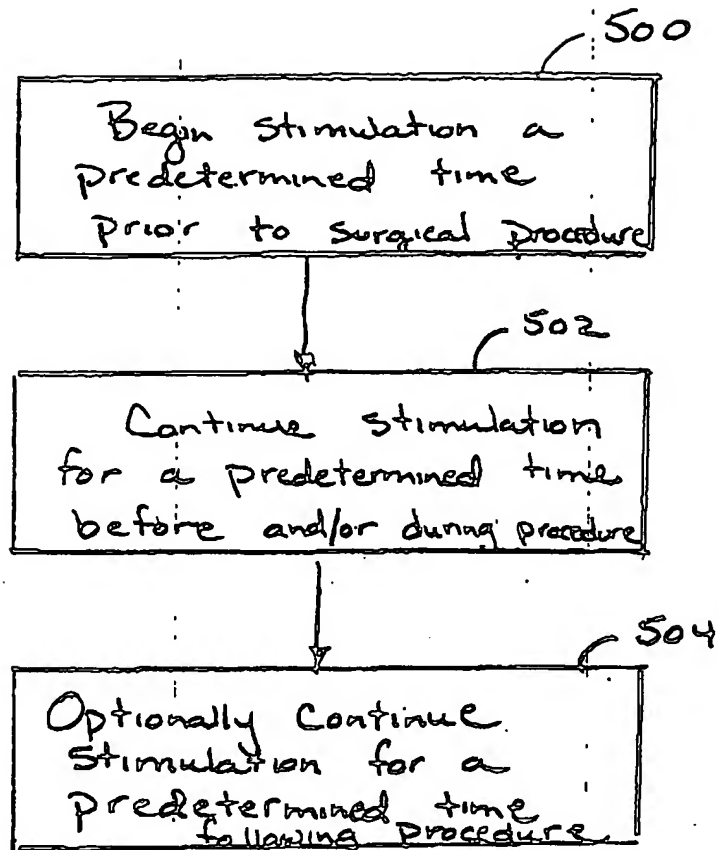 500
Begin stimulation a
predetermined time
prior to surgical procedure
502
Continue stimulation
for a predetermined time
before and/or during procedure
504
Optionally continue
stimulation for a
predetermined time
following procedure.